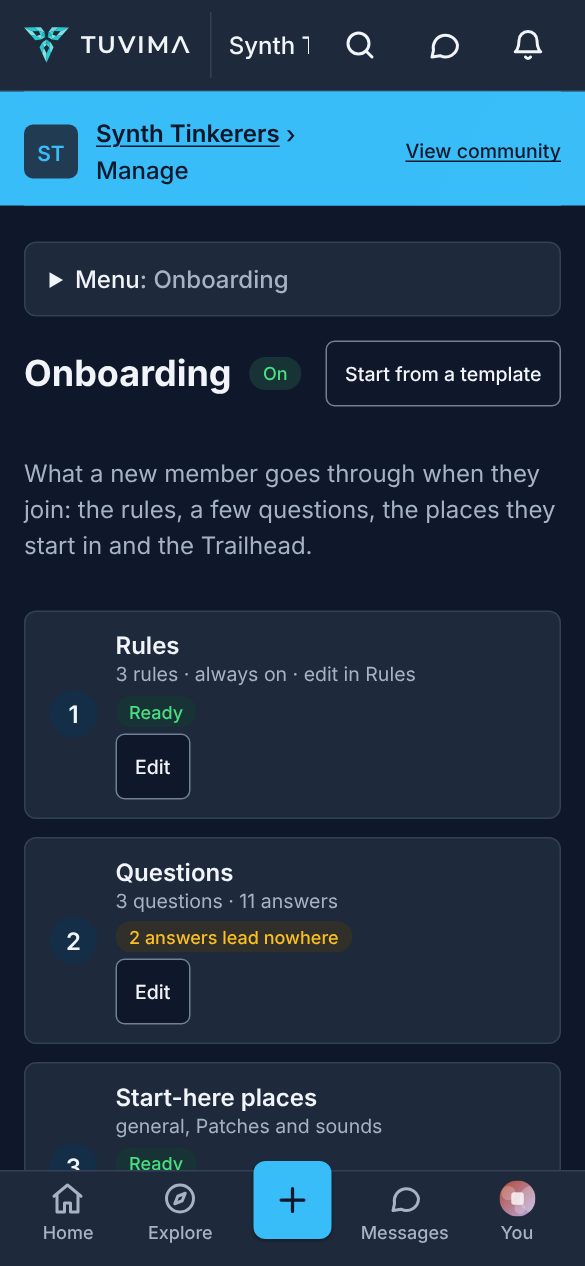 TUVIMA
Synth T
ST
Synth Tinkerers ›
Manage
View community
▶ Menu: Onboarding
Onboarding
On
Start from a template
What a new member goes through when they
join: the rules, a few questions, the places they
start in and the Trailhead.
1
Rules
3 rules · always on · edit in Rules
Ready
Edit
2
Questions
3 questions · 11 answers
2 answers lead nowhere
Edit
3
Start-here places
general, Patches and sounds
Ready
Home
Explore
Messages
You